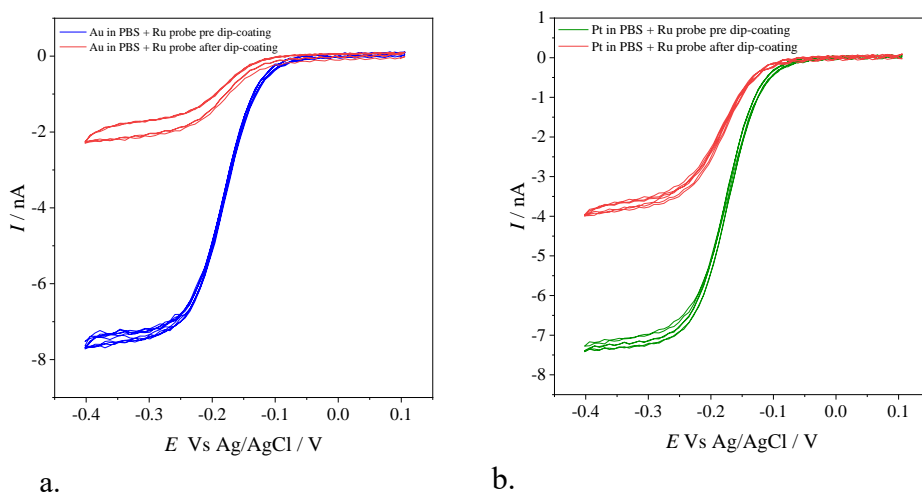 Au in PBS + Ru probe pre dip-coating
Au in PBS + Ru probe after dip-coating
0
-2
-4
-6
-8
I / nA
-0.4 -0.3 -0.2 -0.1 0.0 0.1
E Vs Ag/AgCl / V
a.
Pt in PBS + Ru probe pre dip-coating
Pt in PBS + Ru probe after dip-coating
1
0
-1
-2
-3
-4
-5
-6
-7
-8
I / nA
-0.4 -0.3 -0.2 -0.1 0.0 0.1
E Vs Ag/AgCl / V
b.